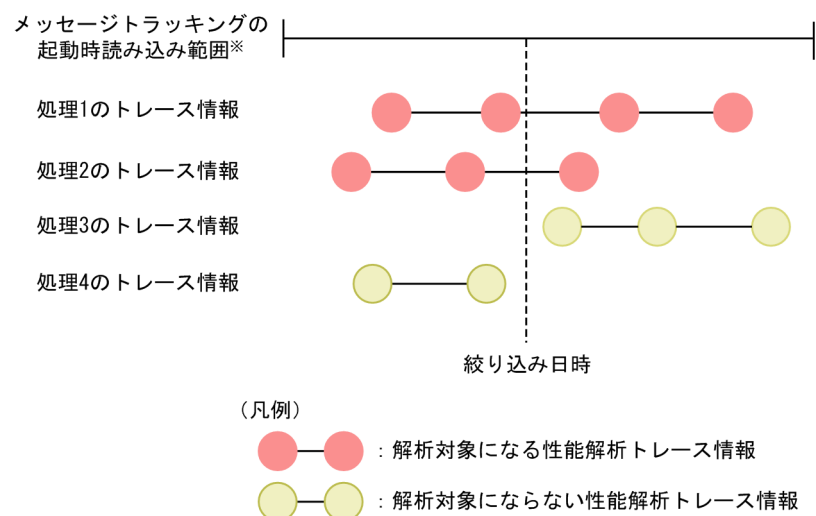 メッセージトラッキングの
起動時読み込み範囲※
処理1のトレース情報
処理2のトレース情報
処理3のトレース情報
処理4のトレース情報
絞り込み日時
（凡例）
：解析対象になる性能解析トレース情報
：解析対象にならない性能解析トレース情報